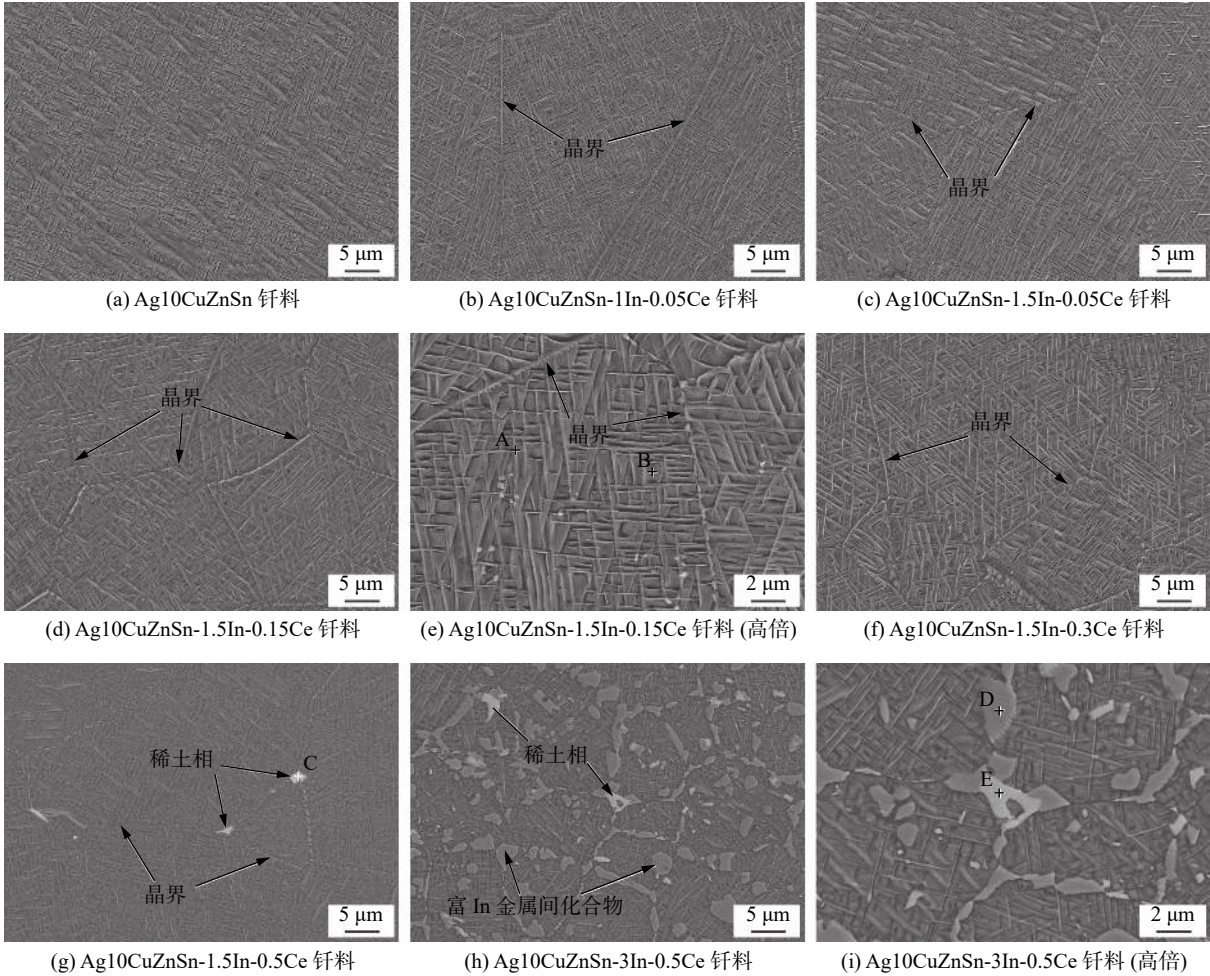 5 μm
5 μm
5 μm
晶界
晶界
(a) Ag10CuZnSn 钎料
(b) Ag10CuZnSn-1In-0.05Ce 钎料
(c) Ag10CuZnSn-1.5In-0.05Ce 钎料
晶界
A
晶界
B
晶界
5 μm
2 μm
5 μm
(d) Ag10CuZnSn-1.5In-0.15Ce 钎料
(e) Ag10CuZnSn-1.5In-0.15Ce 钎料 (高倍)
(f) Ag10CuZnSn-1.5In-0.3Ce 钎料
稀土相
C
晶界
5 μm
稀土相
富 In 金属间化合物
5 μm
D
E
2 μm
(g) Ag10CuZnSn-1.5In-0.5Ce 钎料
(h) Ag10CuZnSn-3In-0.5Ce 钎料
(i) Ag10CuZnSn-3In-0.5Ce 钎料 (高倍)